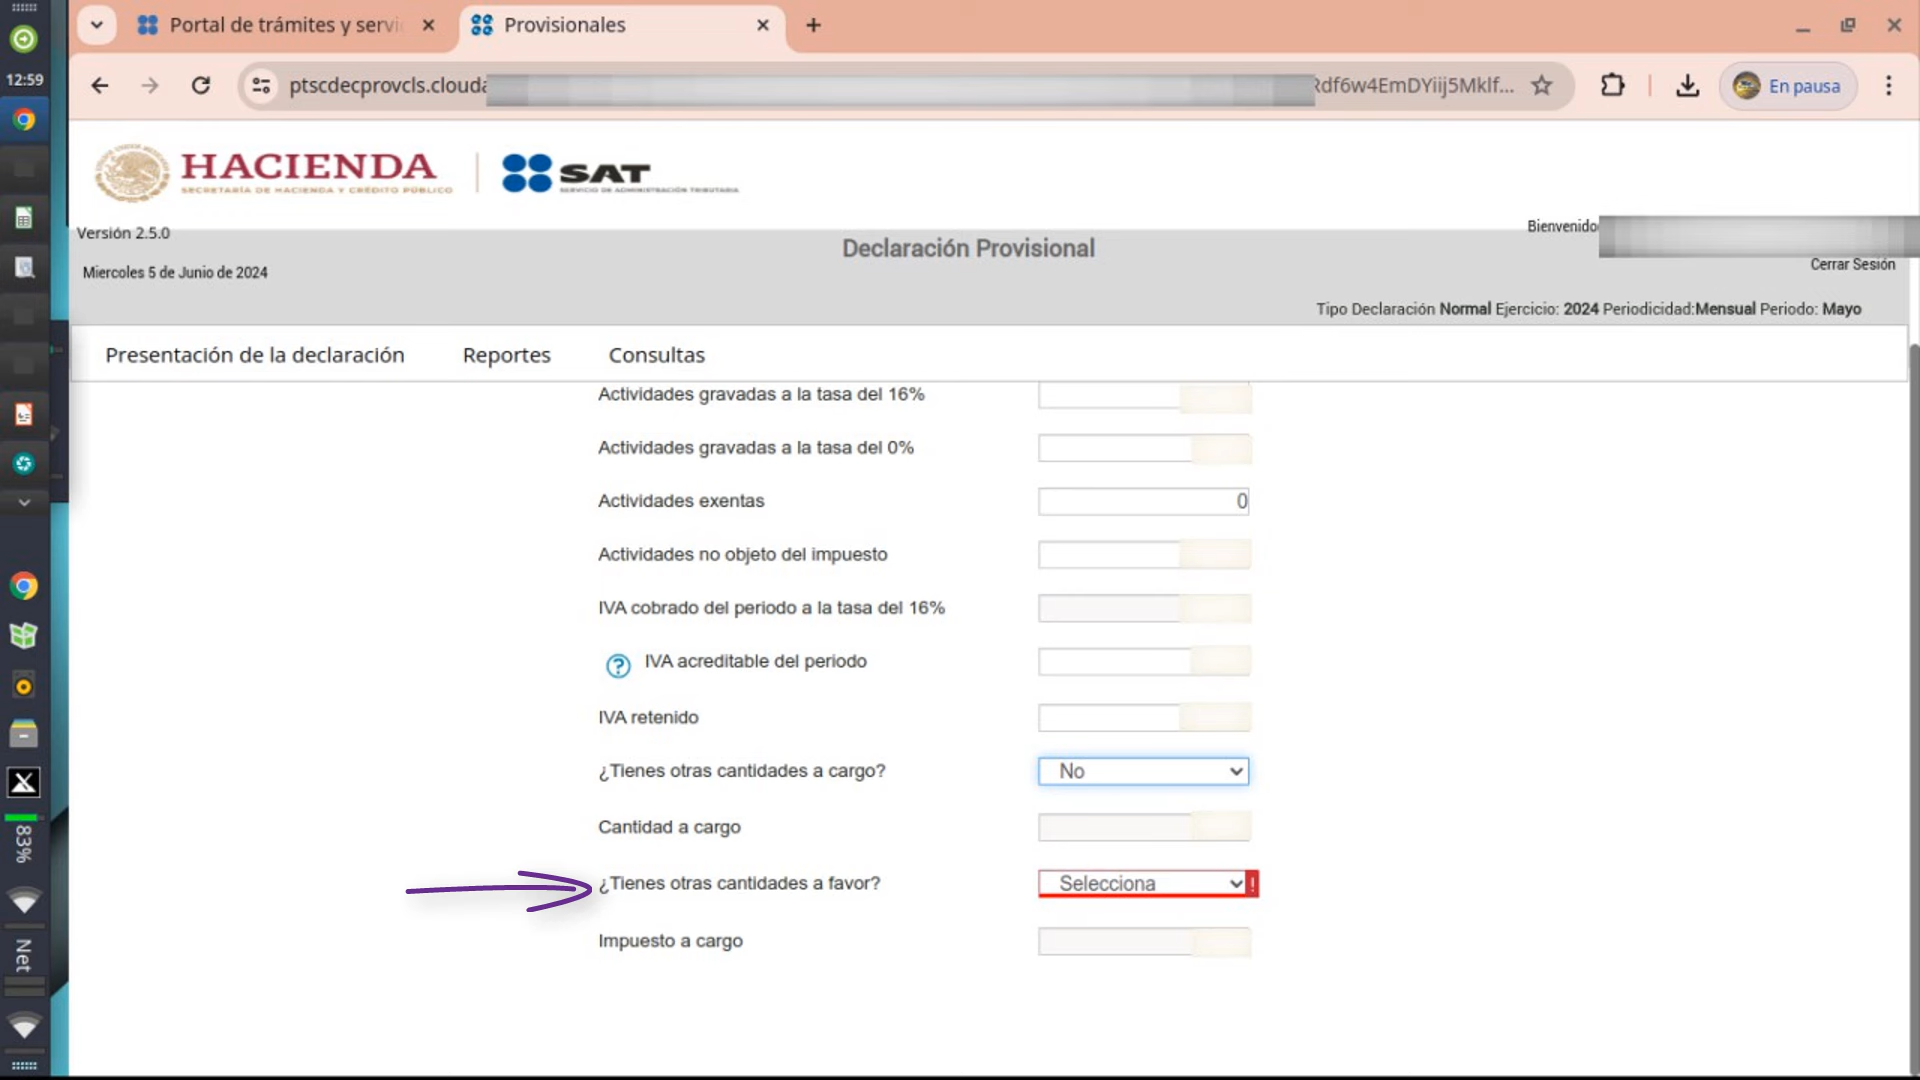 Portal de trámites y servi
Provisionales
12:59
ptscdecprovcls.clouda
Rdf6w4EmDYiij5Mklf...
En pausa
HACIENDA
SECRETARÍA DE HACIENDA Y CRÉDITO PÚBLICO
SAT
SERVICIO DE ADMINISTRACIÓN TRIBUTARIA
Versión 2.5.0
Bienvenido
Declaración Provisional
Miercoles 5 de Junio de 2024
Cerrar Sesión
Tipo Declaración Normal Ejercicio: 2024 Periodicidad:Mensual Periodo: Mayo
Presentación de la declaración
Reportes
Consultas
Actividades gravadas a la tasa del 16%
Actividades gravadas a la tasa del 0%
Actividades exentas
0
Actividades no objeto del impuesto
IVA cobrado del periodo a la tasa del 16%
? IVA acreditable del periodo
IVA retenido
¿Tienes otras cantidades a cargo?
No
Cantidad a cargo
¿Tienes otras cantidades a favor?
Selecciona
!
Impuesto a cargo
83%
Net